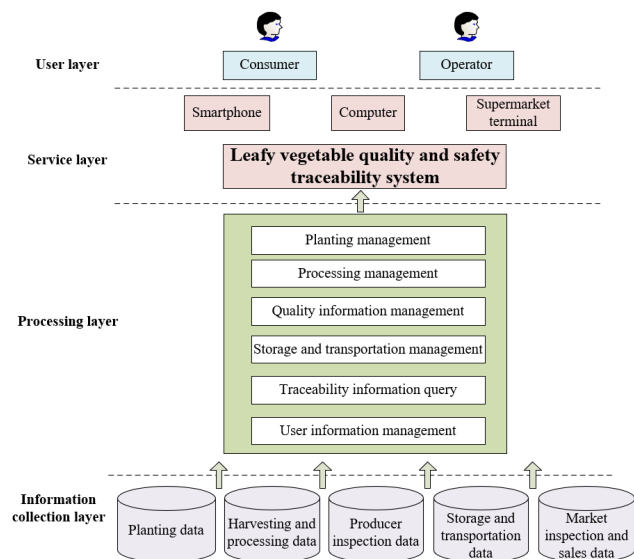 User layer
Consumer
Operator
Smartphone
Computer
Supermarket
terminal
Service layer
Leafy vegetable quality and safety
traceability system
Processing layer
Planting management
Processing management
Quality information management
Storage and transportation management
Traceability information query
User information management
Information
collection layer
Planting data
Harvesting and
processing data
Producer
inspection data
Storage and
transportation
data
Market
inspection and
sales data